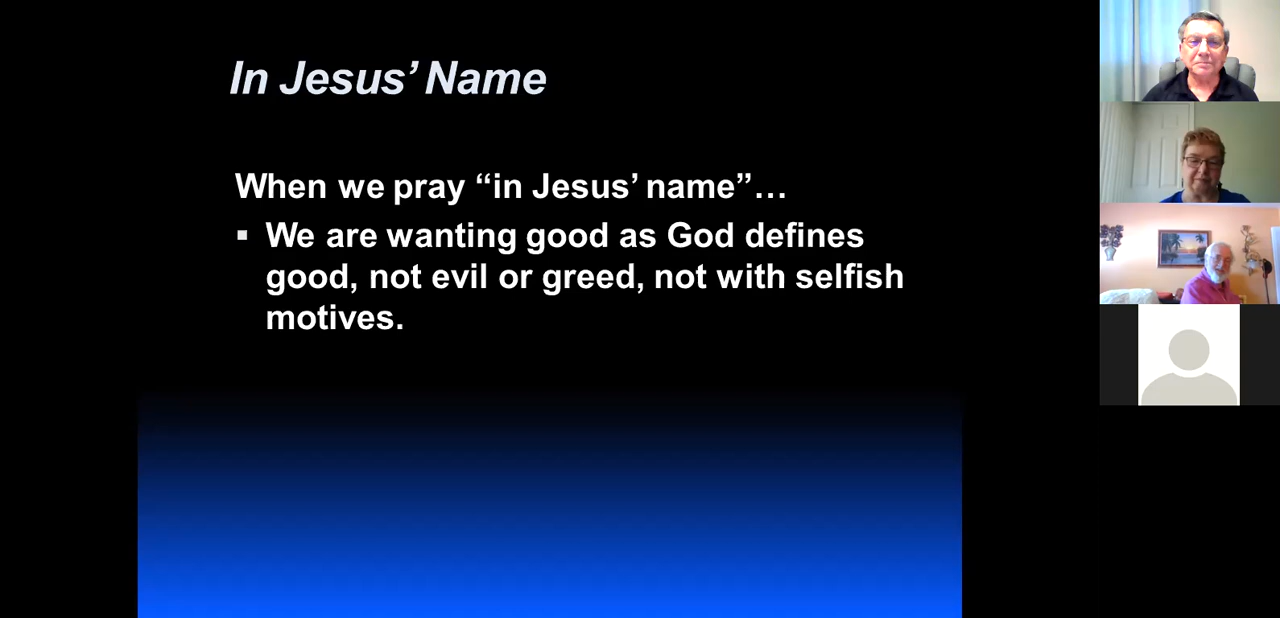 In Jesus’ Name
When we pray “in Jesus’ name”…
▪ We are wanting good as God defines
good, not evil or greed, not with selfish
motives.